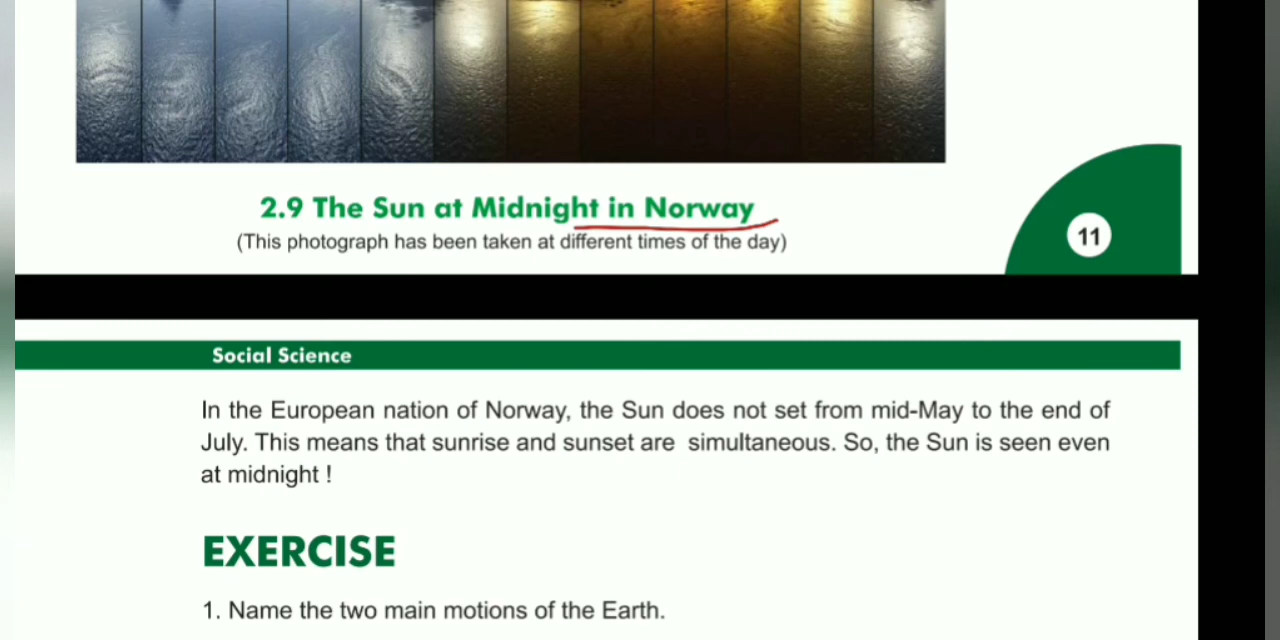 2.9 The Sun at Midnight in Norway
(This photograph has been taken at different times of the day)
11
Social Science
In the European nation of Norway, the Sun does not set from mid-May to the end of
July. This means that sunrise and sunset are simultaneous. So, the Sun is seen even
at midnight !
EXERCISE
1. Name the two main motions of the Earth.